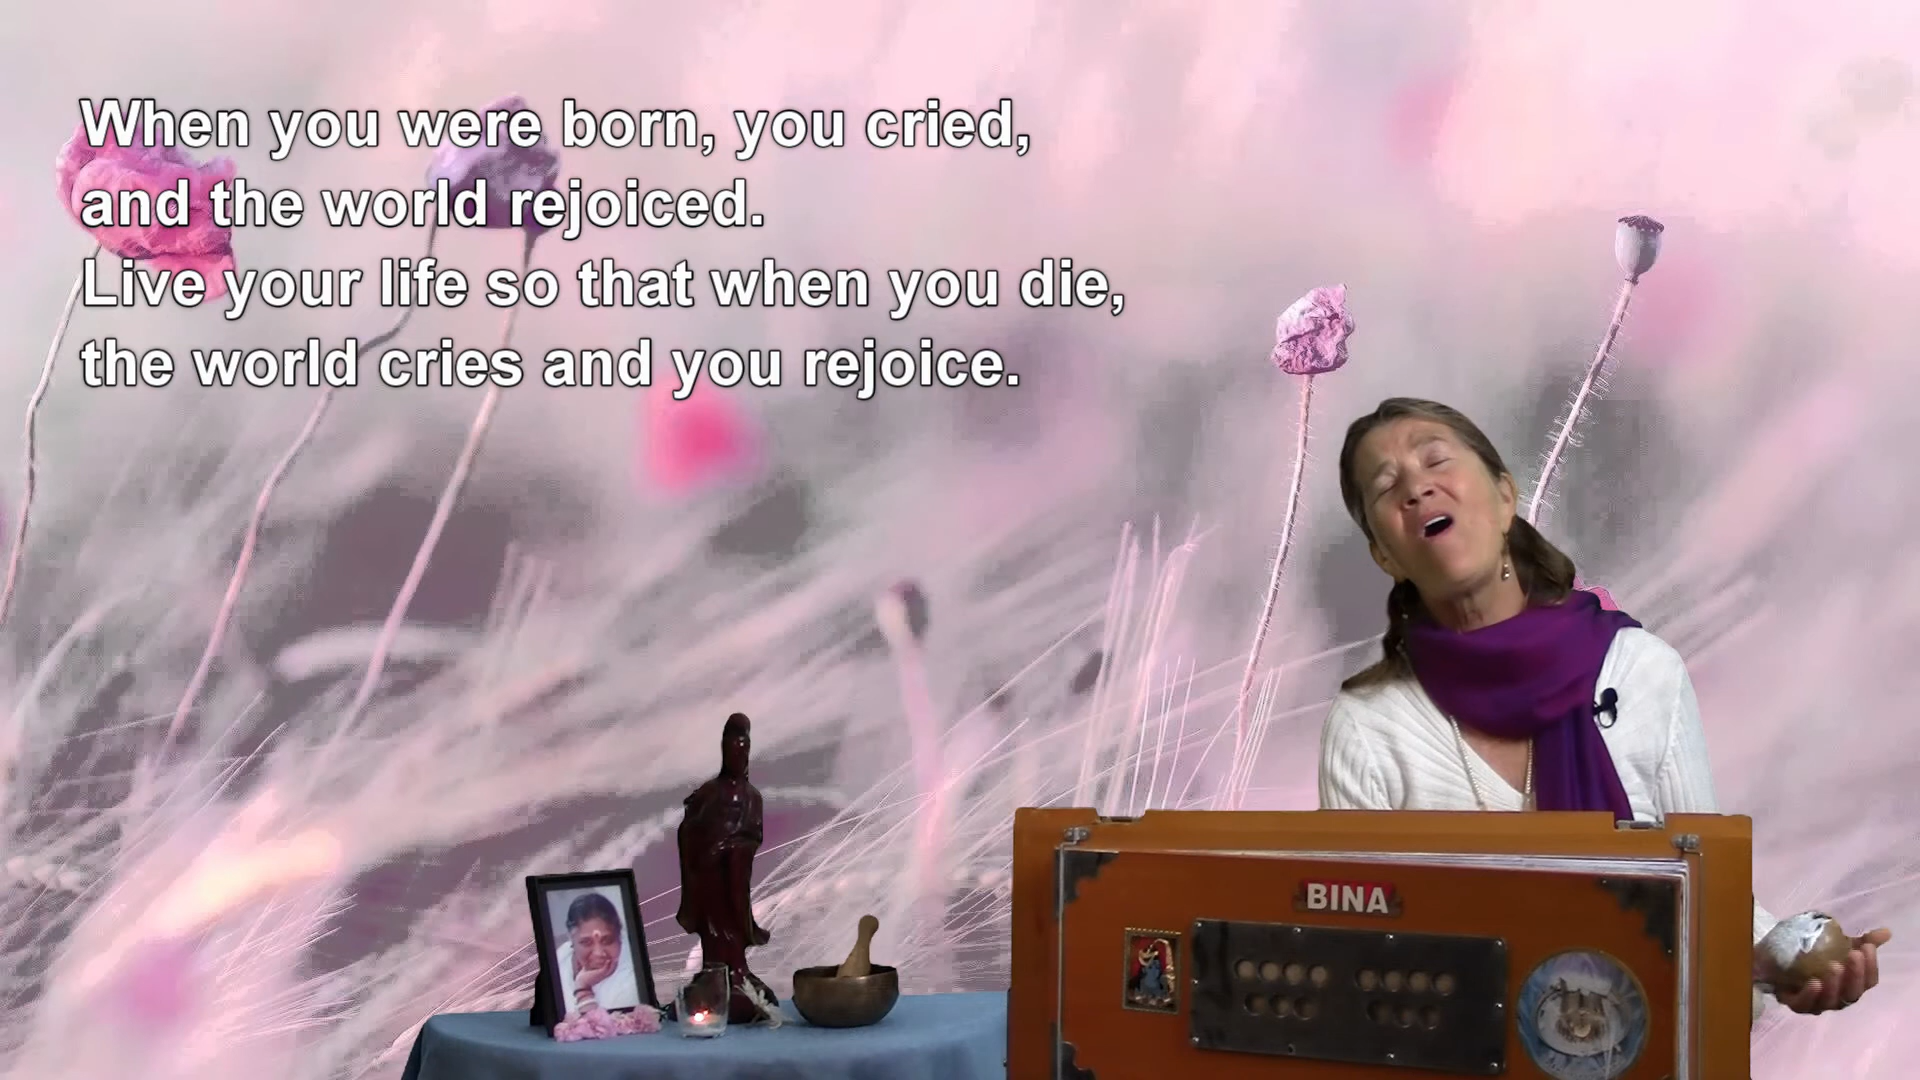 When you were born, you cried,
and the world rejoiced.
Live your life so that when you die,
the world cries and you rejoice.
BINA